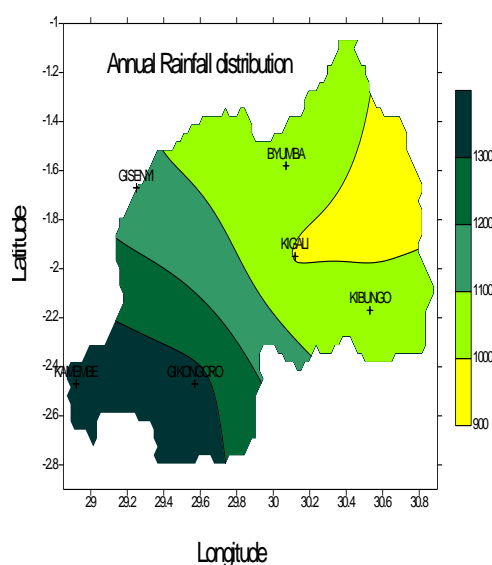 Annual Rainfall distribution
-1
-1.2
-1.4
-1.6
-1.8
-2
-2.2
-2.4
-2.6
-2.8
Latitude
BYUMBA
GISENYI
KIGALI
KIBUNGO
KAMEMBE
GIKONGORO
1300
1200
1100
1000
900
29 29.2 29.4 29.6 29.8 30 30.2 30.4 30.6 30.8
Longitude